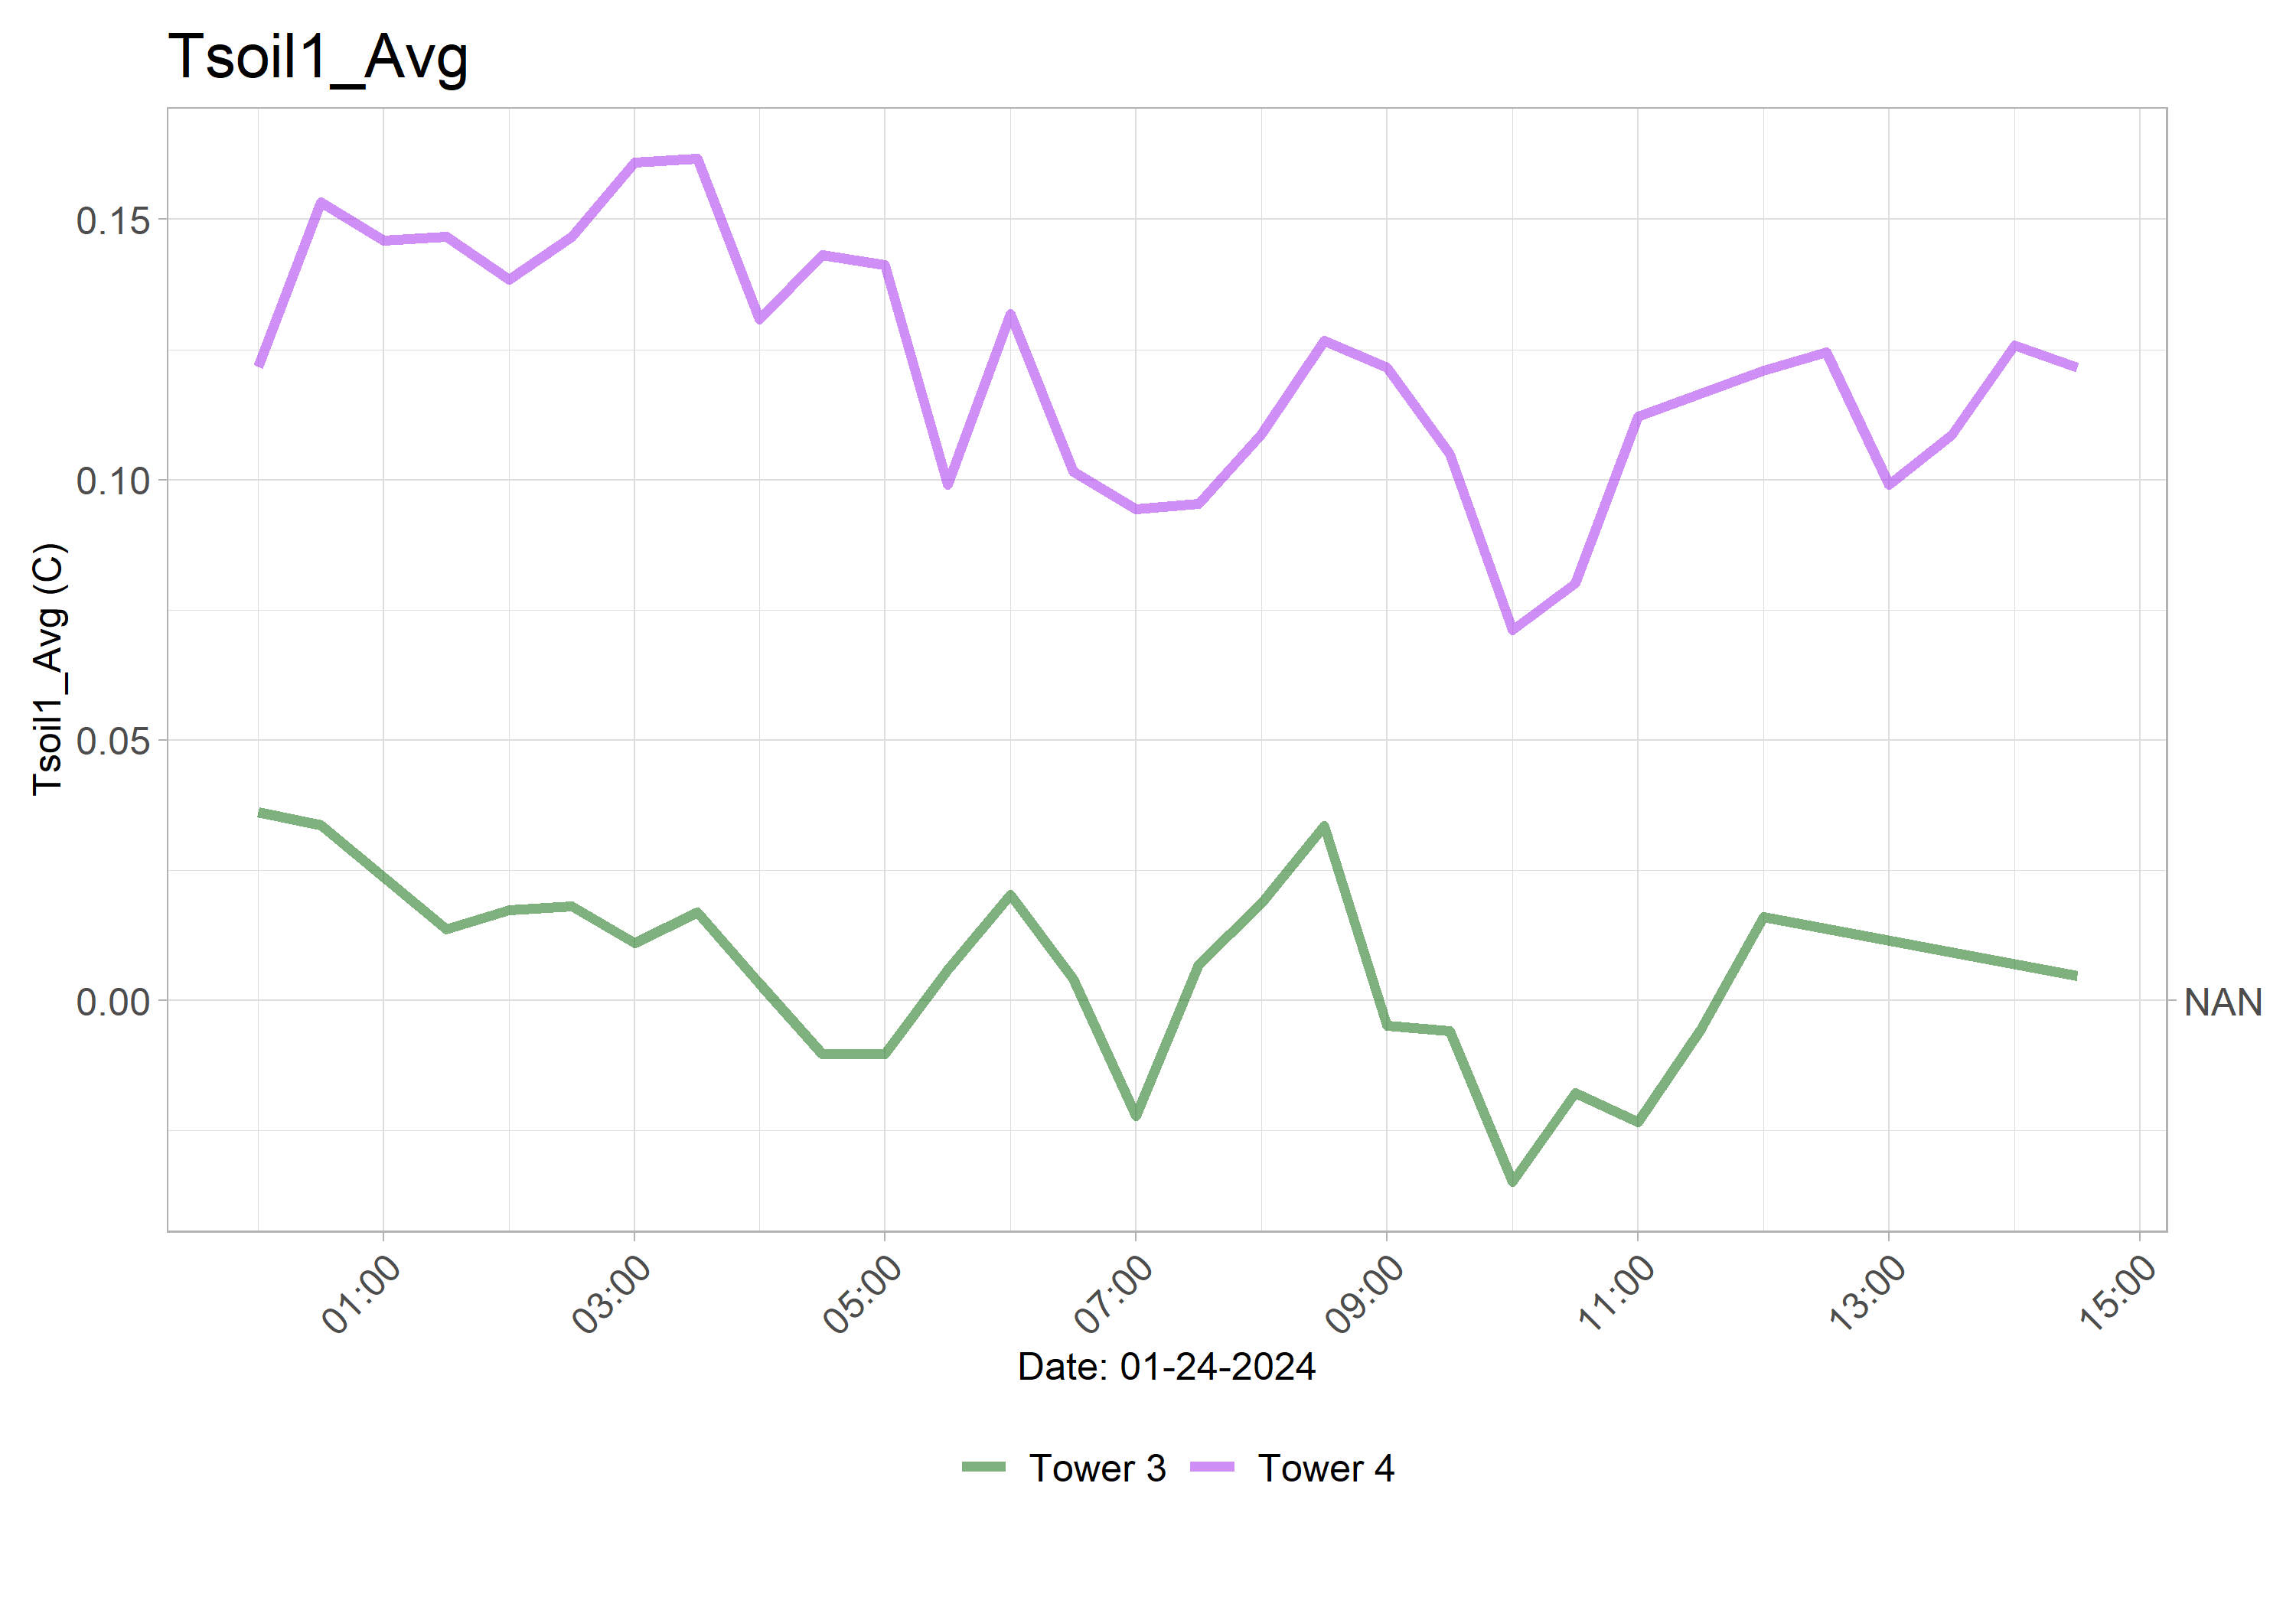 Tsoil1_Avg
Tsoil1_Avg (C)
0.15
0.10
0.05
0.00
NAN
01:00 03:00 05:00 07:00 09:00 11:00 13:00 15:00
Date: 01-24-2024
Tower 3 Tower 4